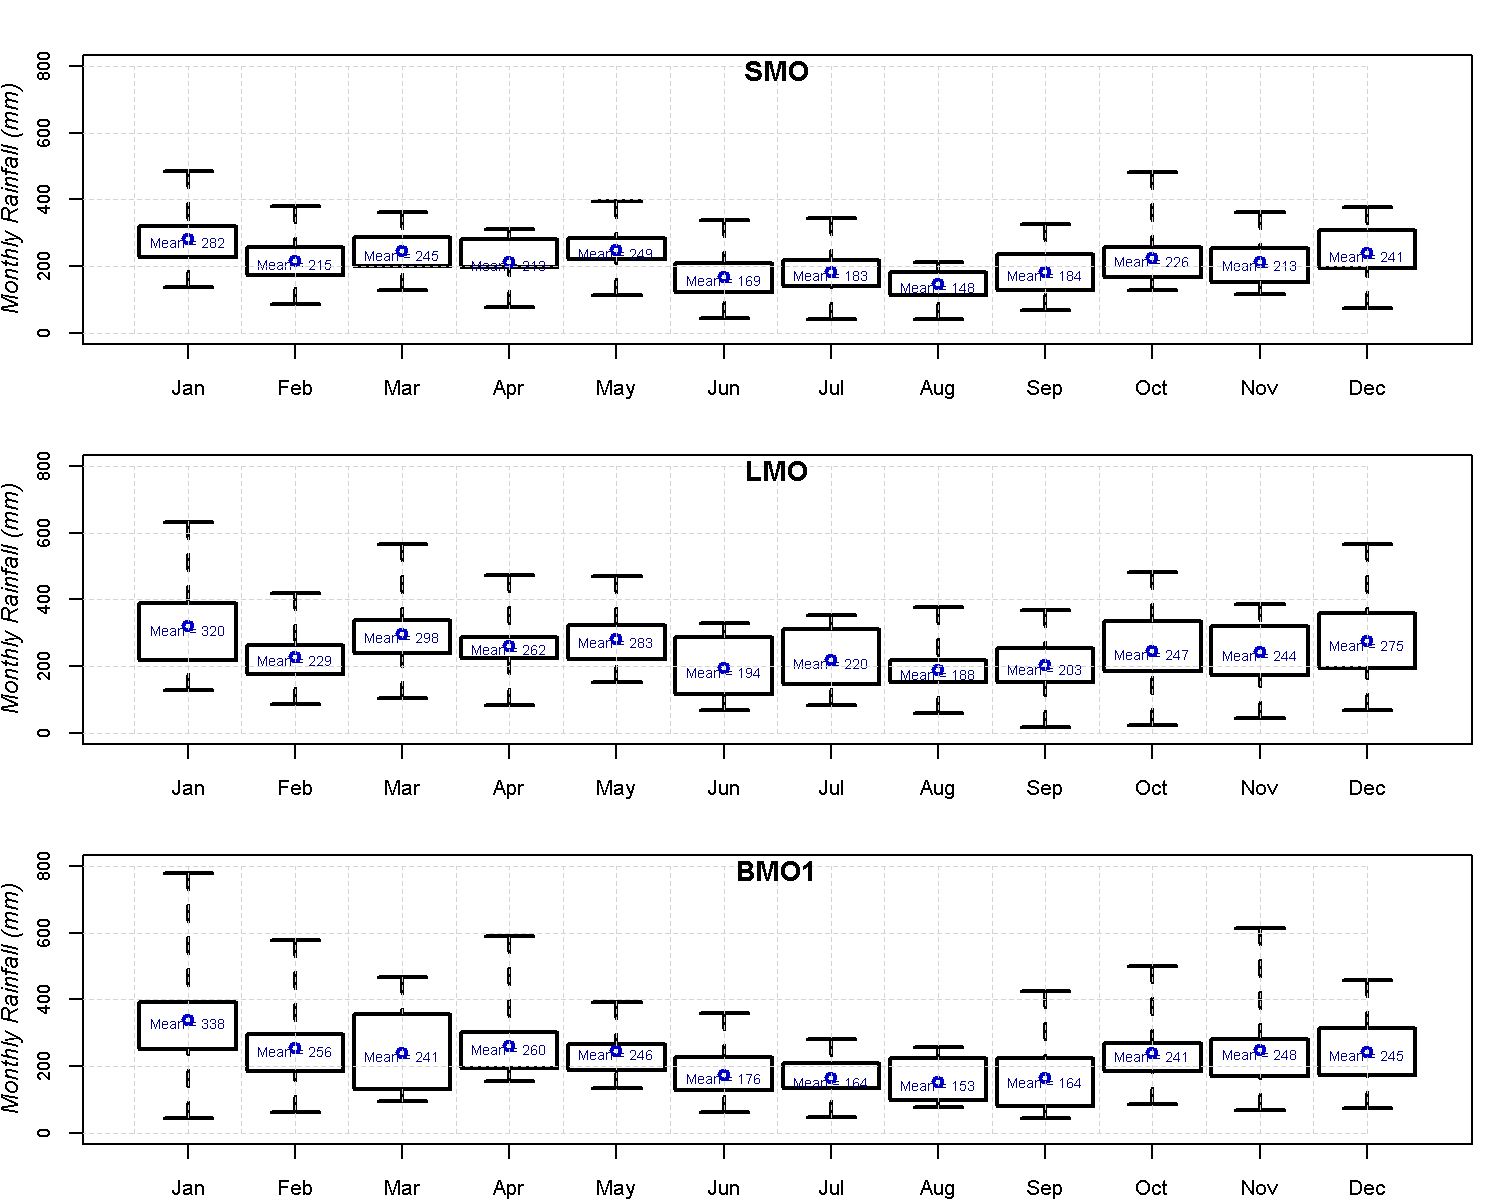 SMO
Monthly Rainfall (mm)
800
600
400
200
0
Mean = 282
Mean = 215
Mean = 245
Mean = 213
Mean = 249
Mean = 169
Mean = 183
Mean = 148
Mean = 184
Mean = 226
Mean = 213
Mean = 241
Jan Feb Mar Apr May Jun Jul Aug Sep Oct Nov Dec
LMO
Monthly Rainfall (mm)
800
600
400
200
0
Mean = 320
Mean = 229
Mean = 298
Mean = 262
Mean = 283
Mean = 194
Mean = 220
Mean = 188
Mean = 203
Mean = 247
Mean = 244
Mean = 275
Jan Feb Mar Apr May Jun Jul Aug Sep Oct Nov Dec
BMO1
Monthly Rainfall (mm)
800
600
400
200
0
Mean = 338
Mean = 256
Mean = 241
Mean = 260
Mean = 246
Mean = 176
Mean = 164
Mean = 153
Mean = 164
Mean = 241
Mean = 248
Mean = 245
Jan Feb Mar Apr May Jun Jul Aug Sep Oct Nov Dec